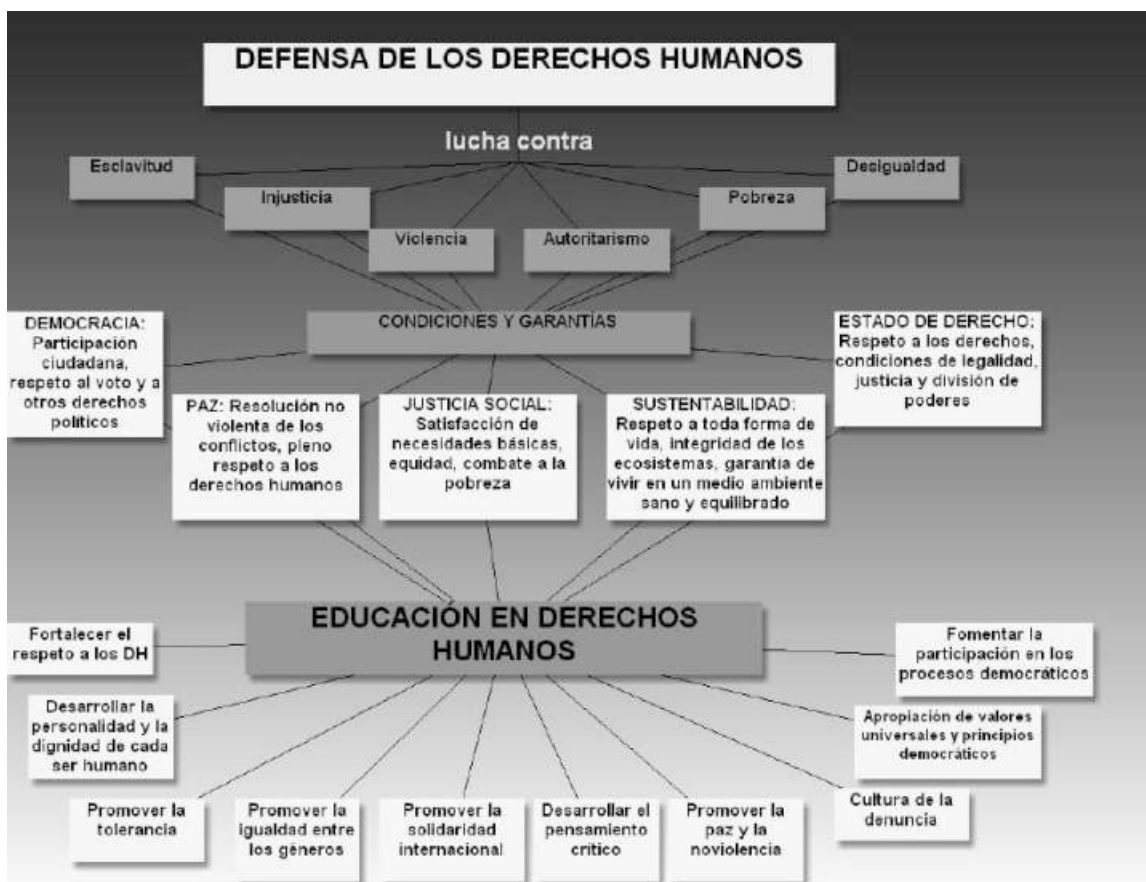 DEFENSA DE LOS DERECHOS HUMANOS
lucha contra
Esclavitud
Desigualdad
Injusticia
Pobreza
Violencia
Autoritarismo
CONDICIONES Y GARANTÍAS
DEMOCRACIA:
Participación
ciudadana,
respeto al voto y a
otros derechos
políticos
ESTADO DE DERECHO:
Respeto a los derechos,
condiciones de legalidad,
justicia y división de
poderes
PAZ: Resolución no
violenta de los
conflictos, pleno
respeto a los
derechos humanos
JUSTICIA SOCIAL:
Satisfacción de
necesidades básicas,
equidad, combate a la
pobreza
SUSTENTABILIDAD:
Respeto a toda forma de
vida, integridad de los
ecosistemas, garantía de
vivir en un medio ambiente
sano y equilibrado
EDUCACIÓN EN DERECHOS
HUMANOS
Fortalecer el
respeto a los DH
Fomentar la
participación en los
procesos democráticos
Desarrollar la
personalidad y la
dignidad de cada
ser humano
Apropiación de valores
universales y principios
democráticos
Promover la
tolerancia
Promover la
igualdad entre
los géneros
Promover la
solidaridad
internacional
Desarrollar el
pensamiento
crítico
Promover la
paz y la
noviolencia
Cultura de la
denuncia